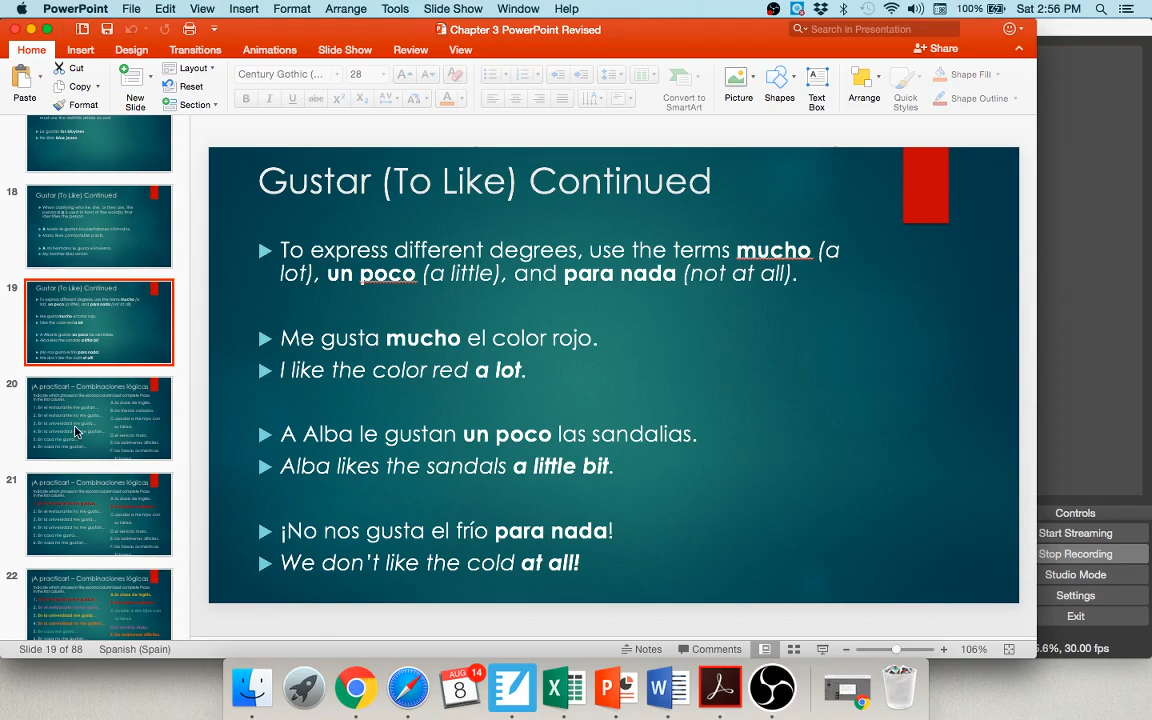 PowerPoint File Edit View Insert Format Arrange Tools Slide Show Window Help
100% Sat 2:56 PM
Chapter 3 PowerPoint Revised
Search in Presentation
Home Insert Design Transitions Animations Slide Show Review View
Share
Paste
Cut
Copy
Format
New Slide
Layout
Reset
Section
Century Gothic (...
28
Convert to SmartArt
Picture
Shapes
Text Box
Arrange
Quick Styles
Shape Fill
Shape Outline
18
Gustar (To Like) Continued
19
Gustar (To Like) Continued
20
¡A practicar! – Combinaciones lógicas
21
¡A practicar! – Combinaciones lógicas
22
¡A practicar! – Combinaciones lógicas
Gustar (To Like) Continued
To express different degrees, use the terms mucho (a
lot), un poco (a little), and para nada (not at all).
Me gusta mucho el color rojo.
I like the color red a lot.
A Alba le gustan un poco las sandalias.
Alba likes the sandals a little bit.
¡No nos gusta el frío para nada!
We don't like the cold at all!
Controls
Start Streaming
Stop Recording
Studio Mode
Settings
Exit
5.6%, 30.00 fps
Slide 19 of 88
Spanish (Spain)
Notes
Comments
106%
AUG
8
14